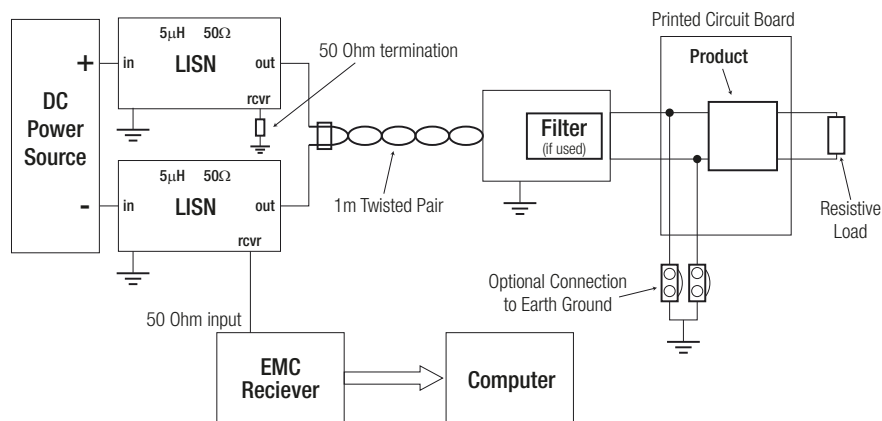 Printed Circuit Board
5µH 50Ω
LISN
in
out
rcvr
50 Ohm termination
+
DC
Power
Source
-
5µH 50Ω
LISN
in
out
rcvr
1m Twisted Pair
Filter
(if used)
Product
Resistive
Load
Optional Connection
to Earth Ground
50 Ohm input
EMC
Reciever
Computer